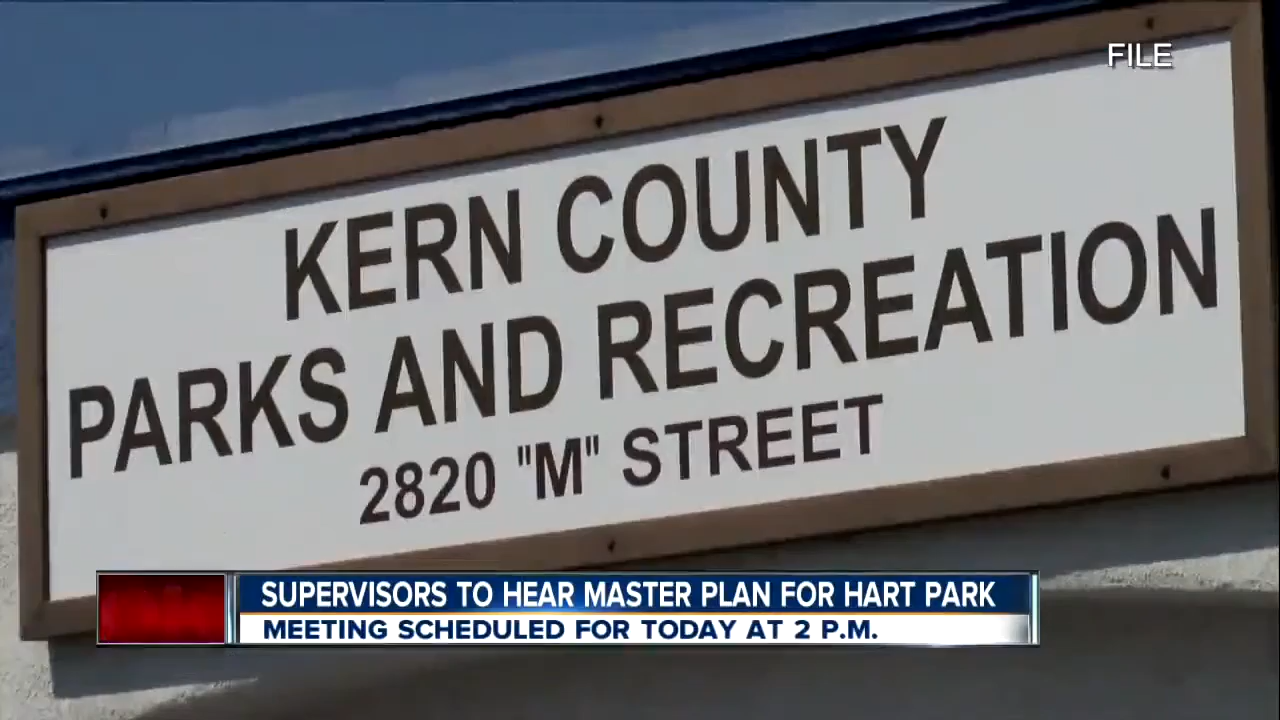 FILE
KERN COUNTY
PARKS AND RECREATION
2820 "M" STREET
SUPERVISORS TO HEAR MASTER PLAN FOR HART PARK
MEETING SCHEDULED FOR TODAY AT 2 P.M.